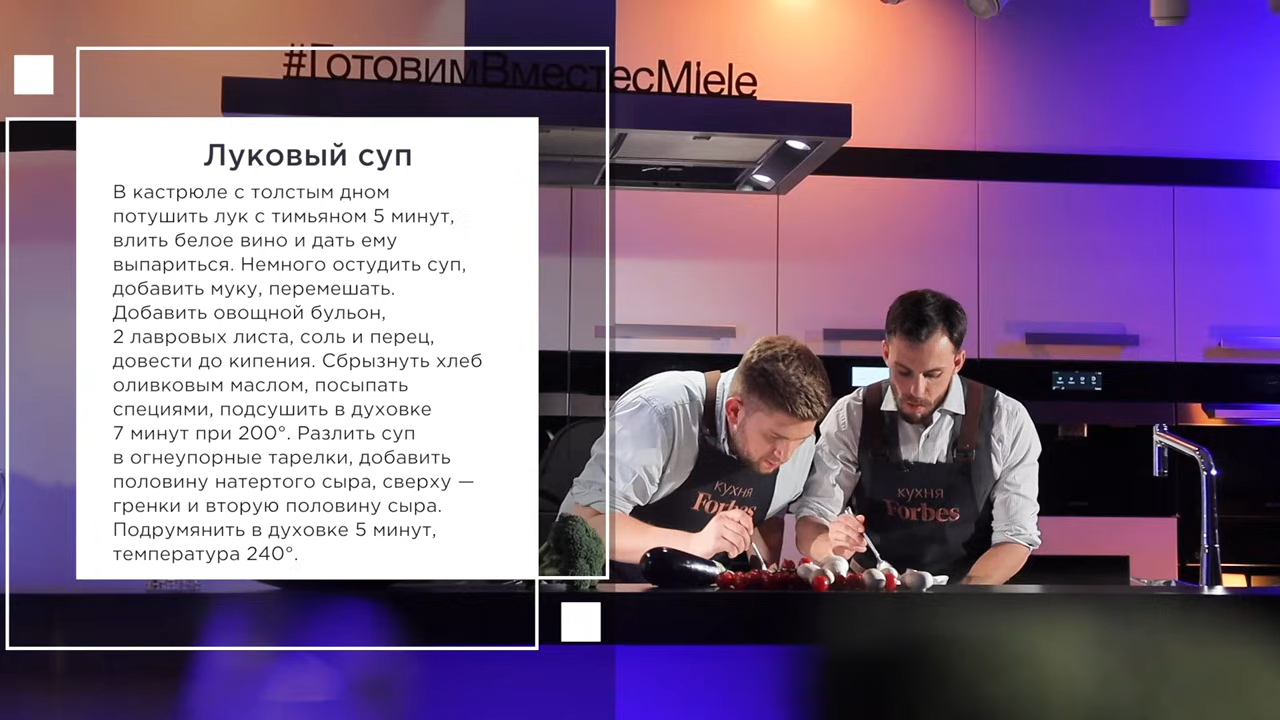 #ГотовимВместесMiele
Луковый суп
В кастрюле с толстым дном
потушить лук с тимьяном 5 минут,
влить белое вино и дать ему
выпариться. Немного остудить суп,
добавить муку, перемешать.
Добавить овощной бульон,
2 лавровых листа, соль и перец,
довести до кипения. Сбрызнуть хлеб
оливковым маслом, посыпать
специями, подсушить в духовке
7 минут при 200°. Разлить суп
в огнеупорные тарелки, добавить
половину натертого сыра, сверху —
гренки и вторую половину сыра.
Подрумянить в духовке 5 минут,
температура 240°.
кухня
Forbes
кухня
Forbes